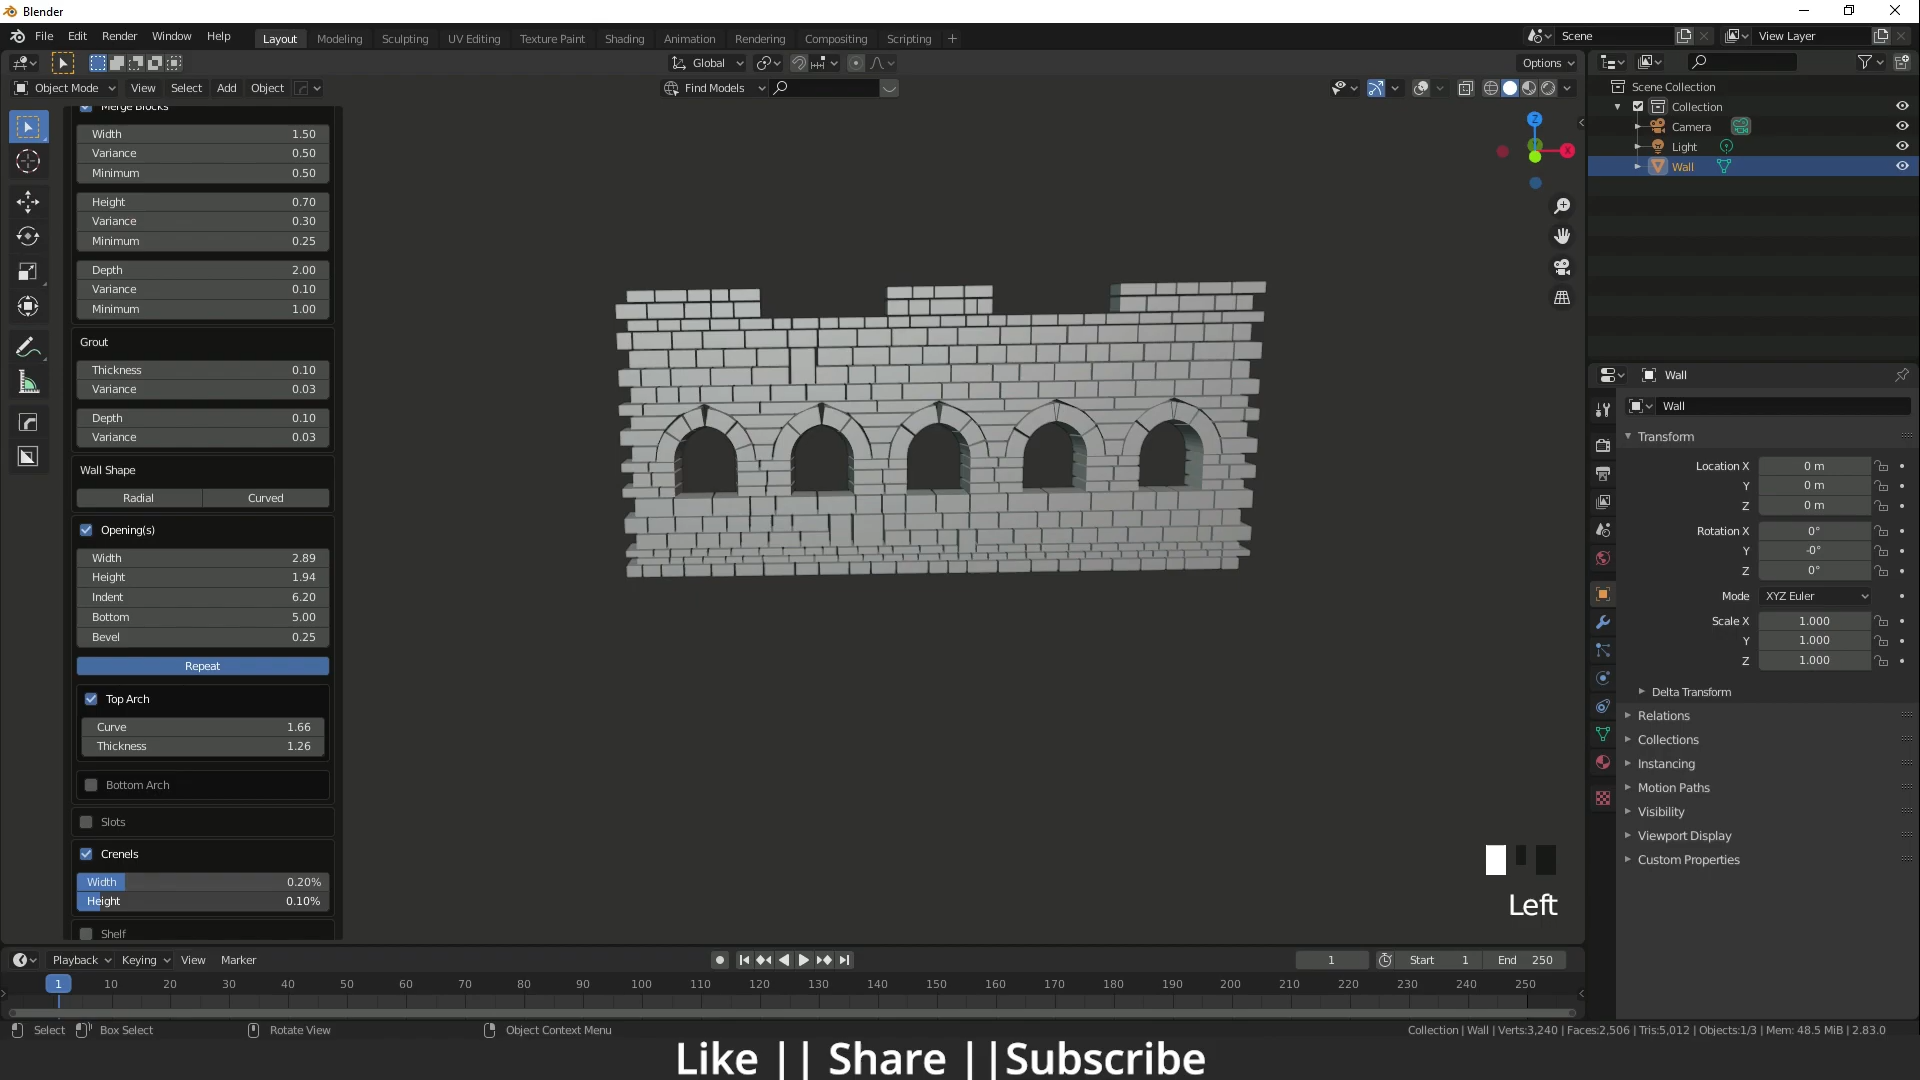 Blender
File Edit Render Window Help
Layout Modeling Sculpting UV Editing Texture Paint Shading Animation Rendering Compositing Scripting +
Scene
View Layer
Global
Options
Object Mode View Select Add Object
Find Models
Merge Blocks
Width 1.50
Variance 0.50
Minimum 0.50
Height 0.70
Variance 0.30
Minimum 0.25
Depth 2.00
Variance 0.10
Minimum 1.00
Grout
Thickness 0.10
Variance 0.03
Depth 0.10
Variance 0.03
Wall Shape
Radial Curved
Opening(s)
Width 2.89
Height 1.94
Indent 6.20
Bottom 5.00
Bevel 0.25
Repeat
Top Arch
Curve 1.66
Thickness 1.26
Bottom Arch
Slots
Crenels
Width 0.20%
Height 0.10%
Shelf
Z
X
Left
Scene Collection
Collection
Camera
Light
Wall
Wall
Wall
Transform
Location X 0 m
Y 0 m
Z 0 m
Rotation X 0°
Y -0°
Z 0°
Mode XYZ Euler
Scale X 1.000
Y 1.000
Z 1.000
Delta Transform
Relations
Collections
Instancing
Motion Paths
Visibility
Viewport Display
Custom Properties
Playback Keying View Marker
1 Start 1 End 250
1 10 20 30 40 50 60 70 80 90 100 110 120 130 140 150 160 170 180 190 200 210 220 230 240 250
Select Box Select Rotate View Object Context Menu
Collection | Wall | Verts:3,240 | Faces:2,506 | Tris:5,012 | Objects:1/3 | Mem: 48.5 MiB | 2.83.0
Like || Share ||Subscribe